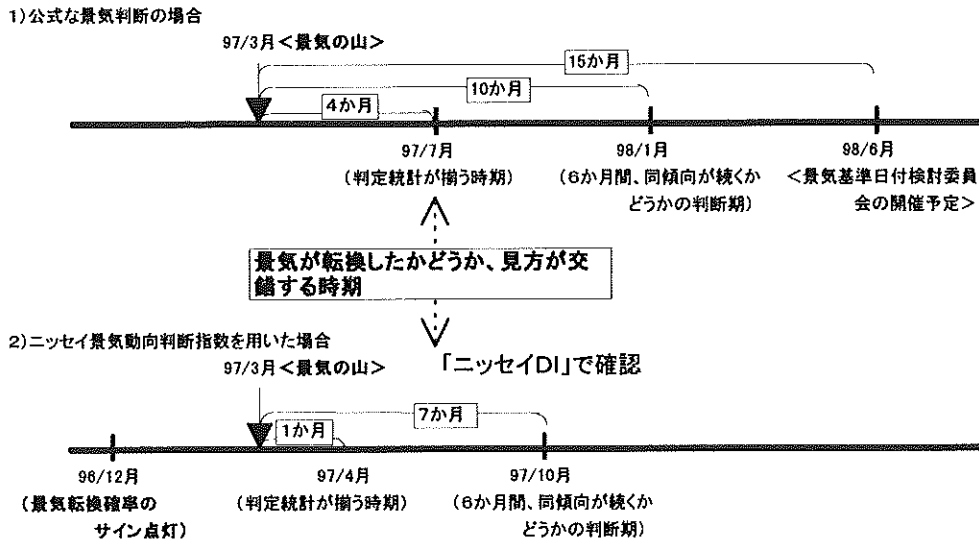 1)公式な景気判断の場合
97/3月<景気の山>
15か月
10か月
4か月
97/7月
(判定統計が揃う時期)
98/1月
(6か月間、同傾向が続くか
どうかの判断期)
98/6月
<景気基準日付検討委員
会の開催予定>
景気が転換したかどうか、見方が交
錯する時期
2)ニッセイ景気動向判断指数を用いた場合
97/3月<景気の山>
「ニッセイDI」で確認
7か月
1か月
96/12月
(景気転換確率の
サイン点灯)
97/4月
(判定統計が揃う時期)
97/10月
(6か月間、同傾向が続くか
どうかの判断期)